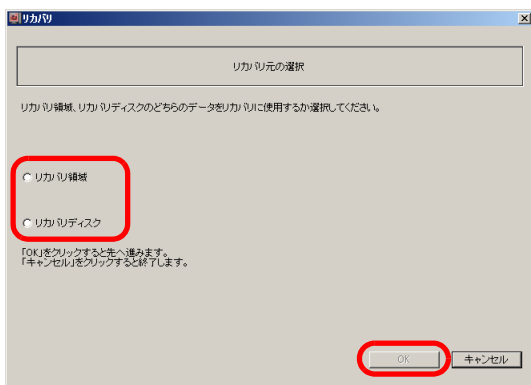 リカバリ
リカバリ元の選択
リカバリ領域、リカバリディスクのどちらのデータをリカバリに使用するか選択してください。
リカバリ領域
リカバリディスク
「OK」をクリックすると先へ進みます。
「キャンセル」をクリックすると終了します。
OK
キャンセル